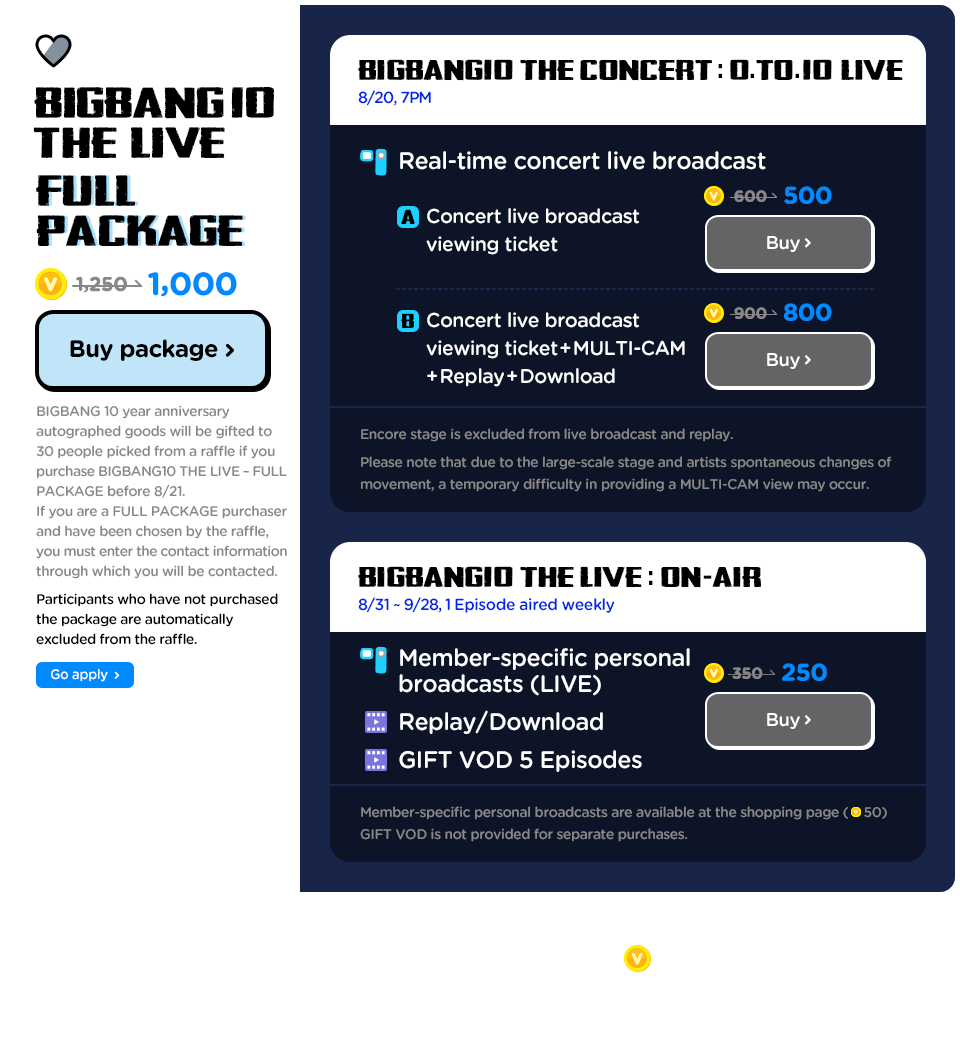 BIGBANG10
THE LIVE
FULL
PACKAGE
V 1,250 1,000
Buy package >
BIGBANG 10 year anniversary
autographed goods will be gifted to
30 people picked from a raffle if you
purchase BIGBANG10 THE LIVE – FULL
PACKAGE before 8/21.
If you are a FULL PACKAGE purchaser
and have been chosen by the raffle,
you must enter the contact information
through which you will be contacted.
Participants who have not purchased
the package are automatically
excluded from the raffle.
Go apply >
BIGBANG10 THE CONCERT : 0.TO.10 LIVE
8/20, 7PM
Real-time concert live broadcast
V 600 500
A Concert live broadcast
viewing ticket
Buy >
V 900 800
B Concert live broadcast
viewing ticket+MULTI-CAM
+Replay+Download
Buy >
Encore stage is excluded from live broadcast and replay.
Please note that due to the large-scale stage and artists spontaneous changes of
movement, a temporary difficulty in providing a MULTI-CAM view may occur.
BIGBANG10 THE LIVE : ON-AIR
8/31 ~ 9/28, 1 Episode aired weekly
Member-specific personal
broadcasts (LIVE)
V 350 250
Buy >
Replay/Download
GIFT VOD 5 Episodes
Member-specific personal broadcasts are available at the shopping page ( V 50)
GIFT VOD is not provided for separate purchases.
V